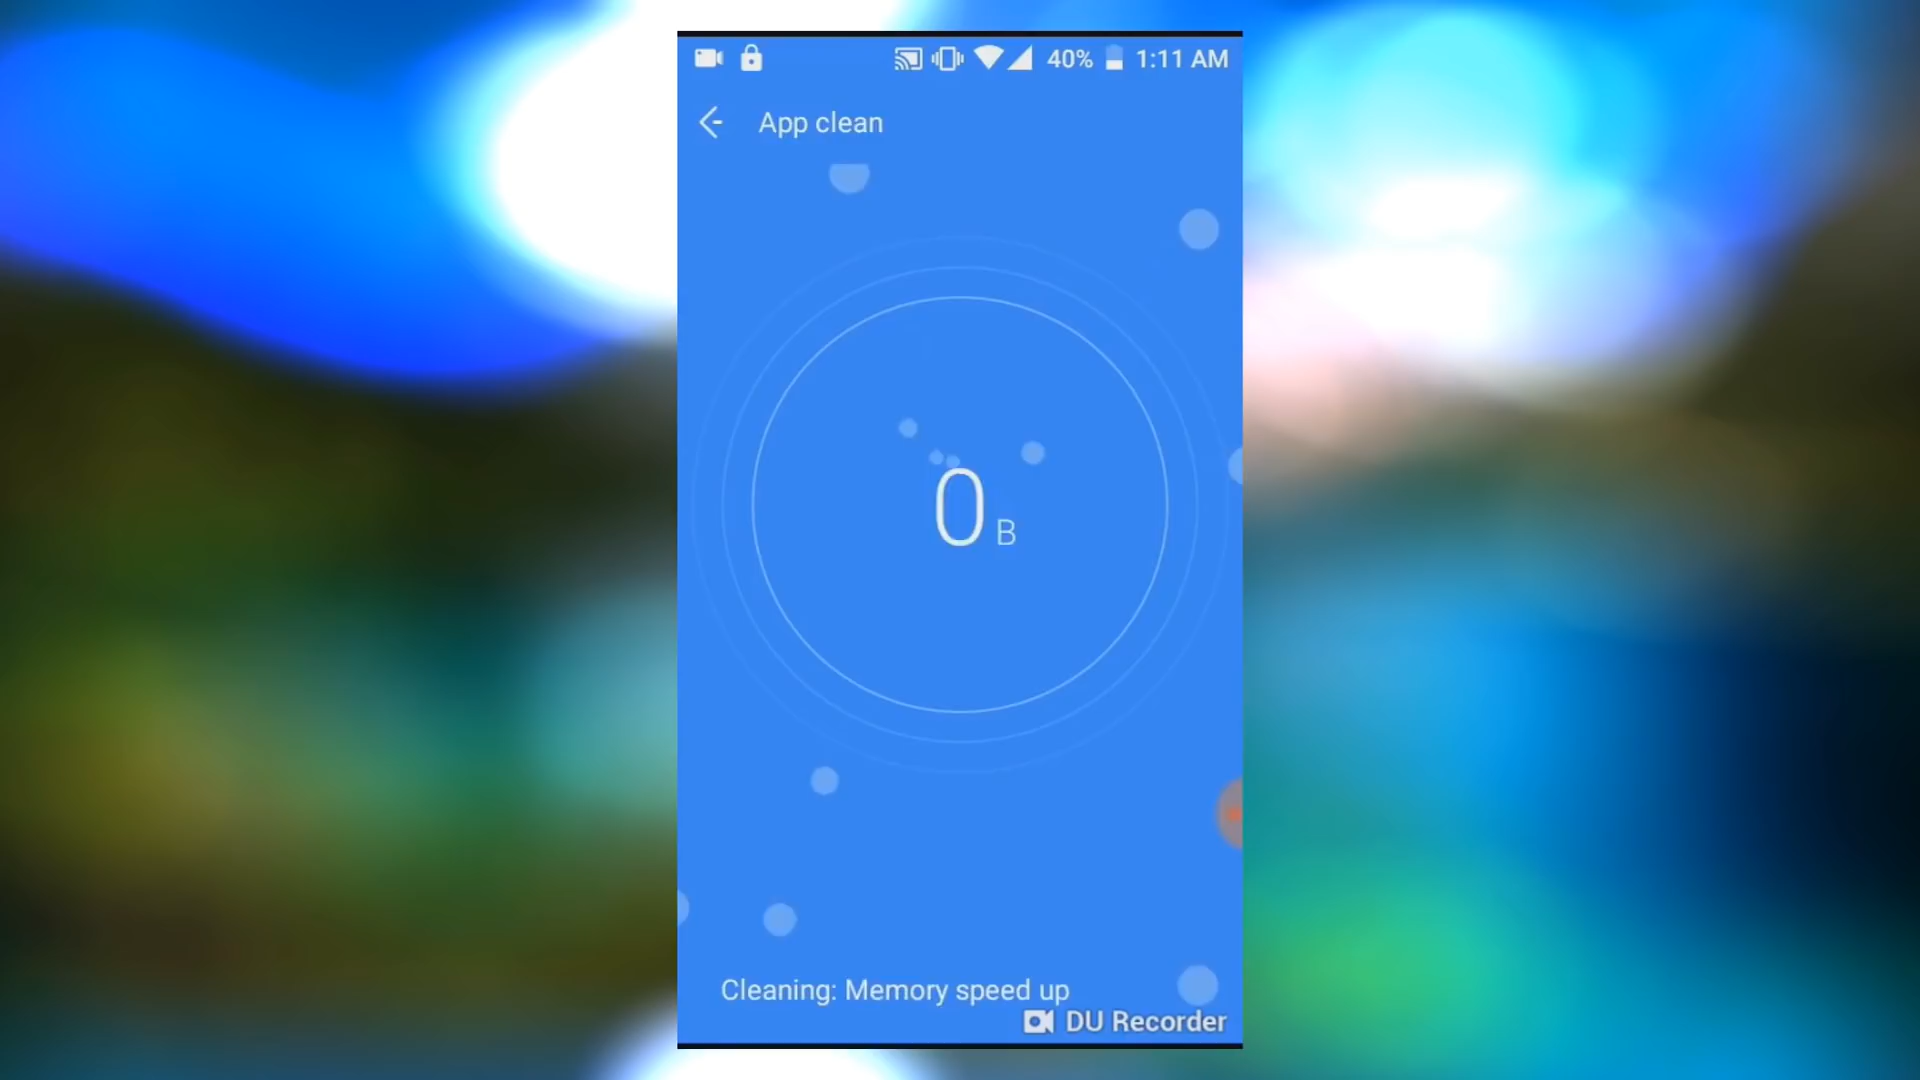 40% 1:11 AM
App clean
0 B
Cleaning: Memory speed up
DU Recorder